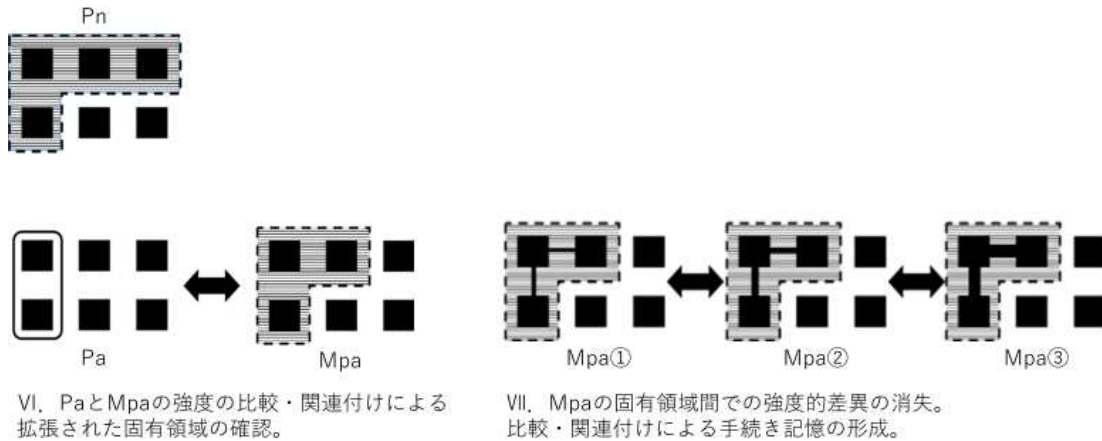 Pn
Pa
Mpa
Mpa①
Mpa②
Mpa③
Ⅵ. PaとMpaの強度の比較・関連付けによる
拡張された固有領域の確認。
Ⅶ. Mpaの固有領域間での強度的差異の消失。
比較・関連付けによる手続き記憶の形成。